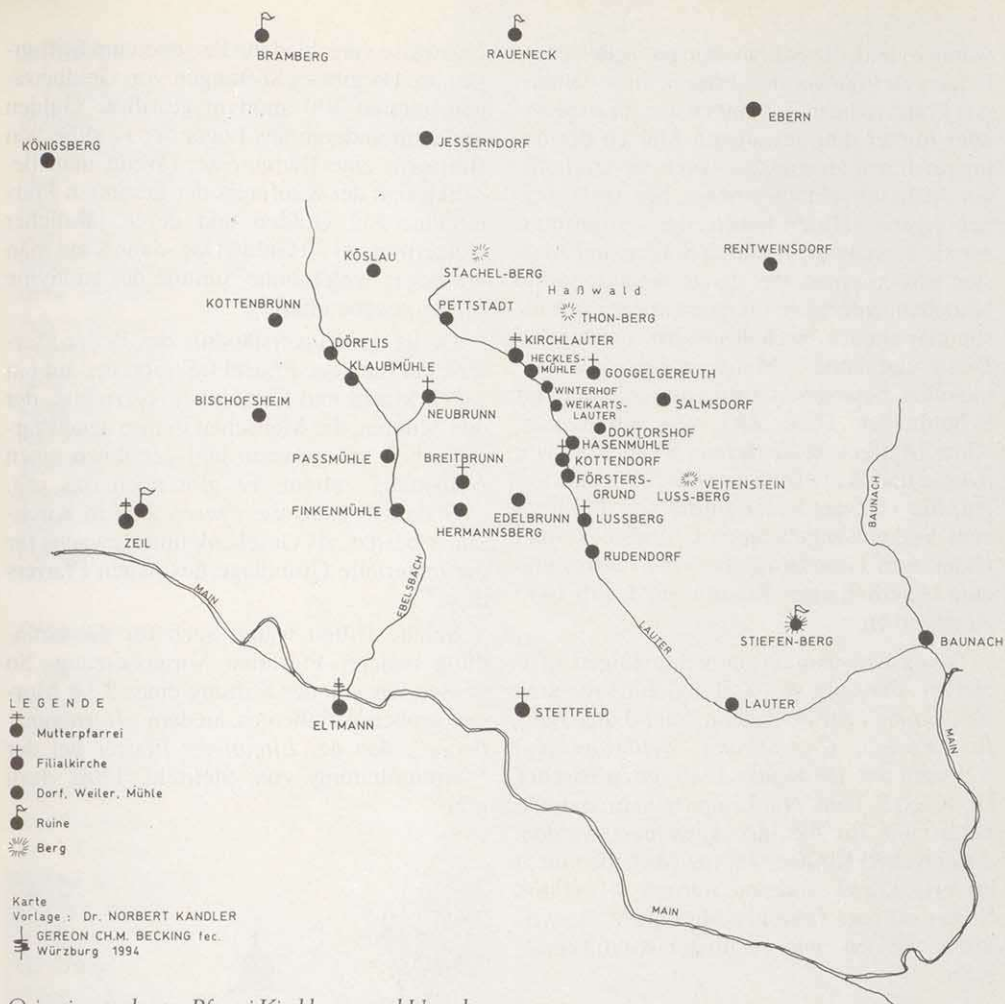 BRAMBERG
RAUENECK
EBERN
JESSERNDORF
KÖNIGSBERG
KÖSLAU
STACHEL-BERG
RENTWEINSDORF
Haßwald
KOTTENBRUNN
PETTSTADT
THON-BERG
DÖRFLIS
KIRCHLAUTER
HECKLES-
MÜHLE
GOGGELGEREUTH
KLAUBMÜHLE
WINTERHOF
NEUBRUNN
WEIKARTS-
LAUTER
SALMSDORF
BISCHOFSHEIM
DOKTORSHOF
HASENMÜHLE
PASSMÜHLE
BREITBRUNN
KOTTENDORF
FÖRSTERS-
GRUND
VEITENSTEIN
LUSS-BERG
FINKENMÜHLE
HERMANNSBERG
EDELBRUNN
LUSSBERG
BAUNACH
ZEIL
RUDENDORF
MAIN
EBELSBACH
LAUTER
STIEFEN-BERG
BAUNACH
ELTMANN
STETTFELD
LAUTER
MAIN
LEGENDE
Mutterpfarrei
Filialkirche
Dorf, Weiler, Mühle
Ruine
Berg
MAIN
Karte
Vorlage : Dr. NORBERT KANDLER
GEREON CH.M. BECKING fec.
Würzburg 1994